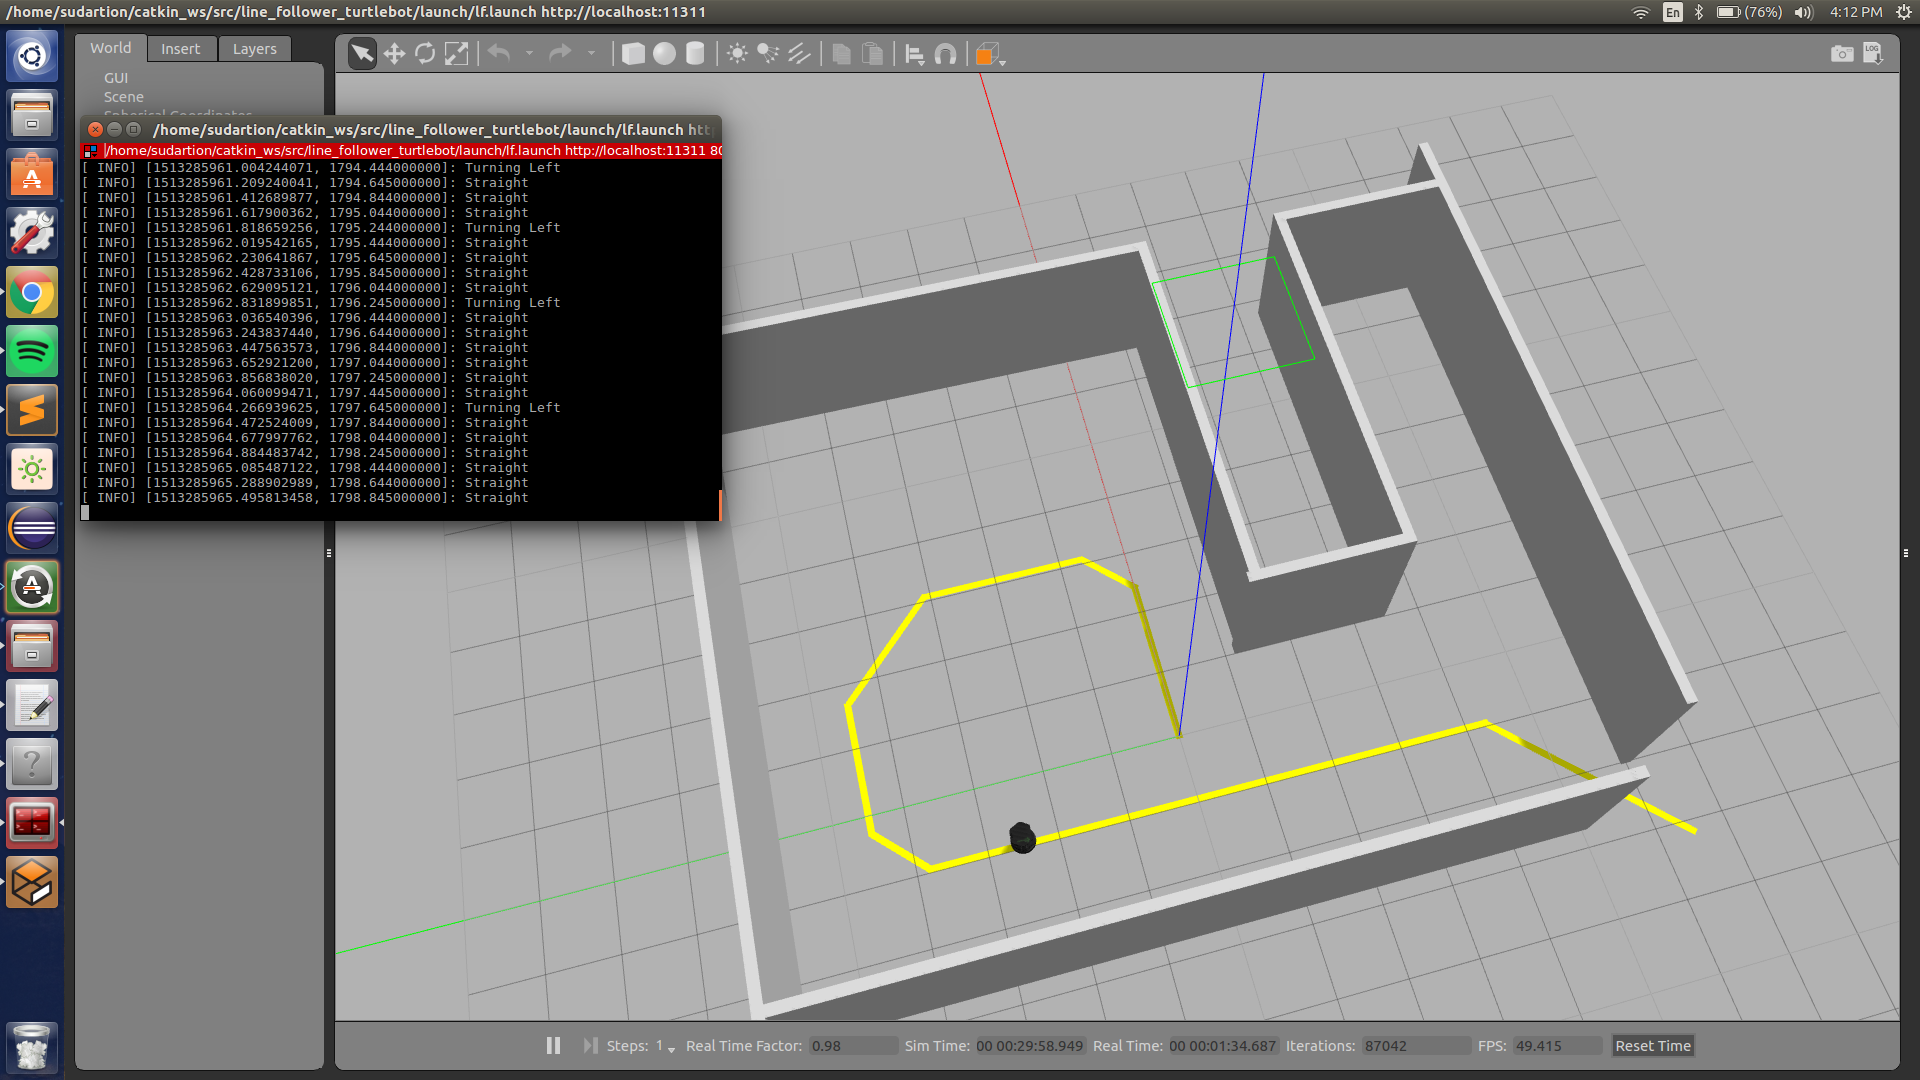 /home/sudartion/catkin_ws/src/line_follower_turtlebot/launch/lf.launch http://localhost:11311
En
(76%)
4:12 PM
World
Insert
Layers
LOG
GUI
Scene
/home/sudartion/catkin_ws/src/line_follower_turtlebot/launch/lf.launch htt
/home/sudartion/catkin_ws/src/line_follower_turtlebot/launch/lf.launch http://localhost:11311 80
[ INFO] [1513285961.004244071, 1794.444000000]: Turning Left
[ INFO] [1513285961.209240041, 1794.645000000]: Straight
[ INFO] [1513285961.412689877, 1794.844000000]: Straight
[ INFO] [1513285961.617900362, 1795.044000000]: Straight
[ INFO] [1513285961.818659256, 1795.244000000]: Turning Left
[ INFO] [1513285962.019542165, 1795.444000000]: Straight
[ INFO] [1513285962.230641867, 1795.645000000]: Straight
[ INFO] [1513285962.428733106, 1795.845000000]: Straight
[ INFO] [1513285962.629095121, 1796.044000000]: Straight
[ INFO] [1513285962.831899851, 1796.245000000]: Turning Left
[ INFO] [1513285963.036540396, 1796.444000000]: Straight
[ INFO] [1513285963.243837440, 1796.644000000]: Straight
[ INFO] [1513285963.447563573, 1796.844000000]: Straight
[ INFO] [1513285963.652921200, 1797.044000000]: Straight
[ INFO] [1513285963.856838020, 1797.245000000]: Straight
[ INFO] [1513285964.060099471, 1797.445000000]: Straight
[ INFO] [1513285964.266939625, 1797.645000000]: Turning Left
[ INFO] [1513285964.472524009, 1797.844000000]: Straight
[ INFO] [1513285964.677997762, 1798.044000000]: Straight
[ INFO] [1513285964.884483742, 1798.245000000]: Straight
[ INFO] [1513285965.085487122, 1798.444000000]: Straight
[ INFO] [1513285965.288902989, 1798.644000000]: Straight
[ INFO] [1513285965.495813458, 1798.845000000]: Straight
Steps: 1 Real Time Factor: 0.98 Sim Time: 00 00:29:58.949 Real Time: 00 00:01:34.687 Iterations: 87042 FPS: 49.415 Reset Time